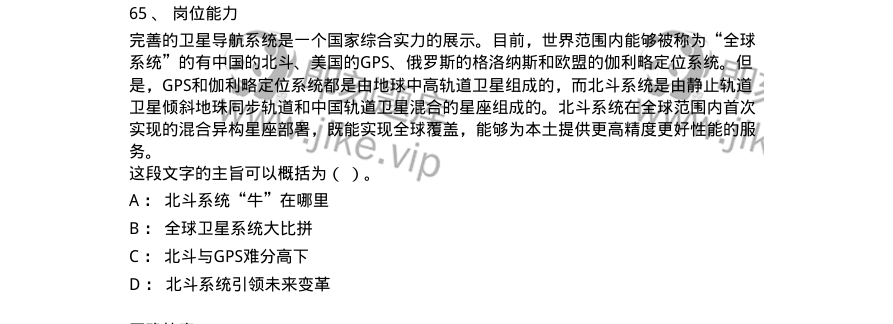 65 、 岗位能力
完善的卫星导航系统是一个国家综合实力的展示。目前，世界范围内能够被称为“全球
系统”的有中国的北斗、美国的GPS、俄罗斯的格洛纳斯和欧盟的伽利略定位系统。但
是，GPS和伽利略定位系统都是由地球中高轨道卫星组成的，而北斗系统是由静止轨道
卫星倾斜地球同步轨道和中国轨道卫星混合的星座组成的。北斗系统在全球范围内首次
实现的混合异构星座部署，既能实现全球覆盖，能够为本土提供更高精度更好性能的服
务。
这段文字的主旨可以概括为（ ）。
A ： 北斗系统“牛”在哪里
B ： 全球卫星系统大比拼
C ： 北斗与GPS难分高下
D ： 北斗系统引领未来变革
即刻题库
www.jike.vip